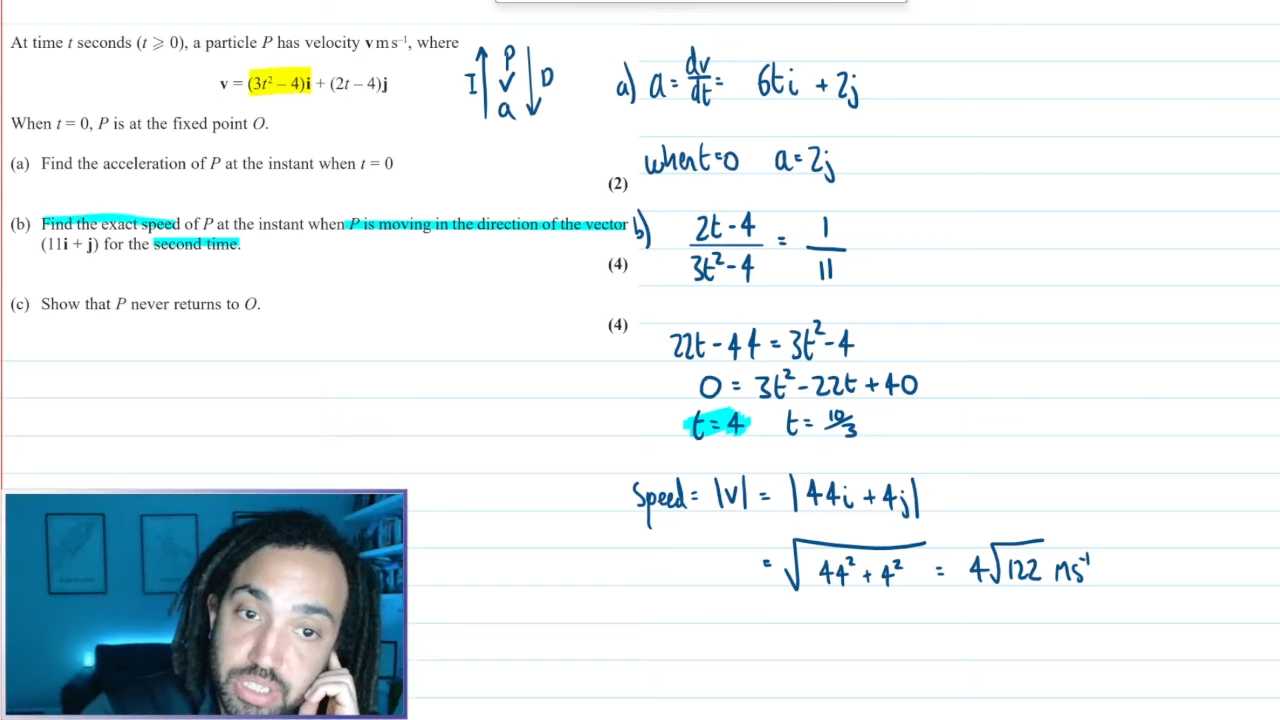 At time t seconds (t ⩾ 0), a particle P has velocity v m s⁻¹, where
v = (3t² – 4)i + (2t – 4)j
When t = 0, P is at the fixed point O.
(a) Find the acceleration of P at the instant when t = 0
(2)
(b) Find the exact speed of P at the instant when P is moving in the direction of the vector
(11i + j) for the second time.
(4)
(c) Show that P never returns to O.
(4)
P
I v D
a
a) a = dv/dt = 6ti + 2j
when t=0 a=2j
b) (2t - 4)/(3t² - 4) = 1/11
22t - 44 = 3t² - 4
0 = 3t² - 22t + 40
t = 4 t = 10/3
Speed = |v| = |44i + 4j|
= √(44² + 4²) = 4√122 ms⁻¹